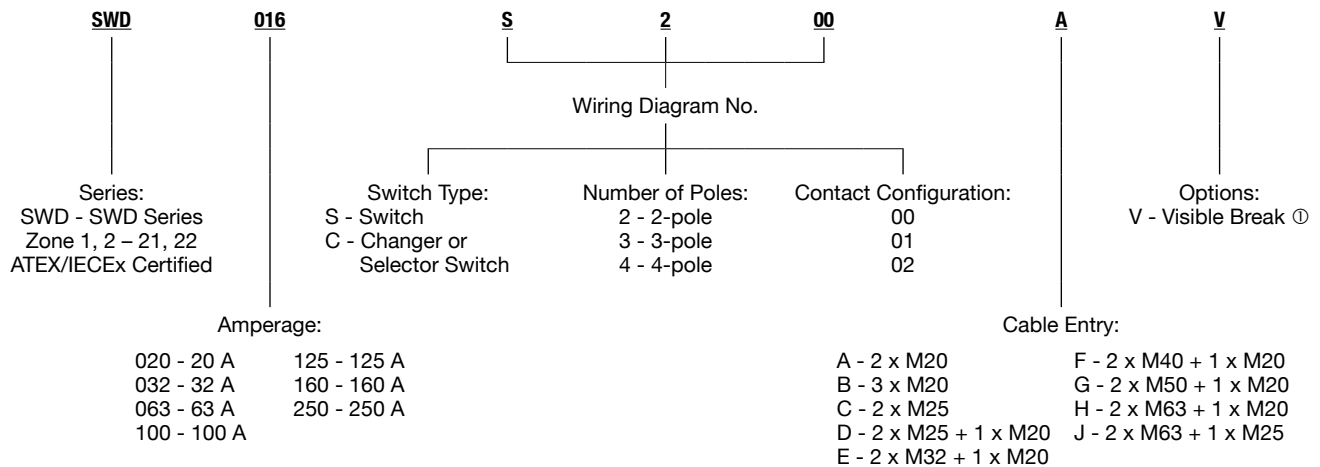 SWD 016 S 2 00 A V
Wiring Diagram No.
Series:
SWD - SWD Series
Zone 1, 2 – 21, 22
ATEX/IECEx Certified
Switch Type:
S - Switch
C - Changer or
Selector Switch
Number of Poles:
2 - 2-pole
3 - 3-pole
4 - 4-pole
Contact Configuration:
00
01
02
Options:
V - Visible Break ①
Amperage:
020 - 20 A
032 - 32 A
063 - 63 A
100 - 100 A
125 - 125 A
160 - 160 A
250 - 250 A
Cable Entry:
A - 2 x M20
B - 3 x M20
C - 2 x M25
D - 2 x M25 + 1 x M20
E - 2 x M32 + 1 x M20
F - 2 x M40 + 1 x M20
G - 2 x M50 + 1 x M20
H - 2 x M63 + 1 x M20
J - 2 x M63 + 1 x M25